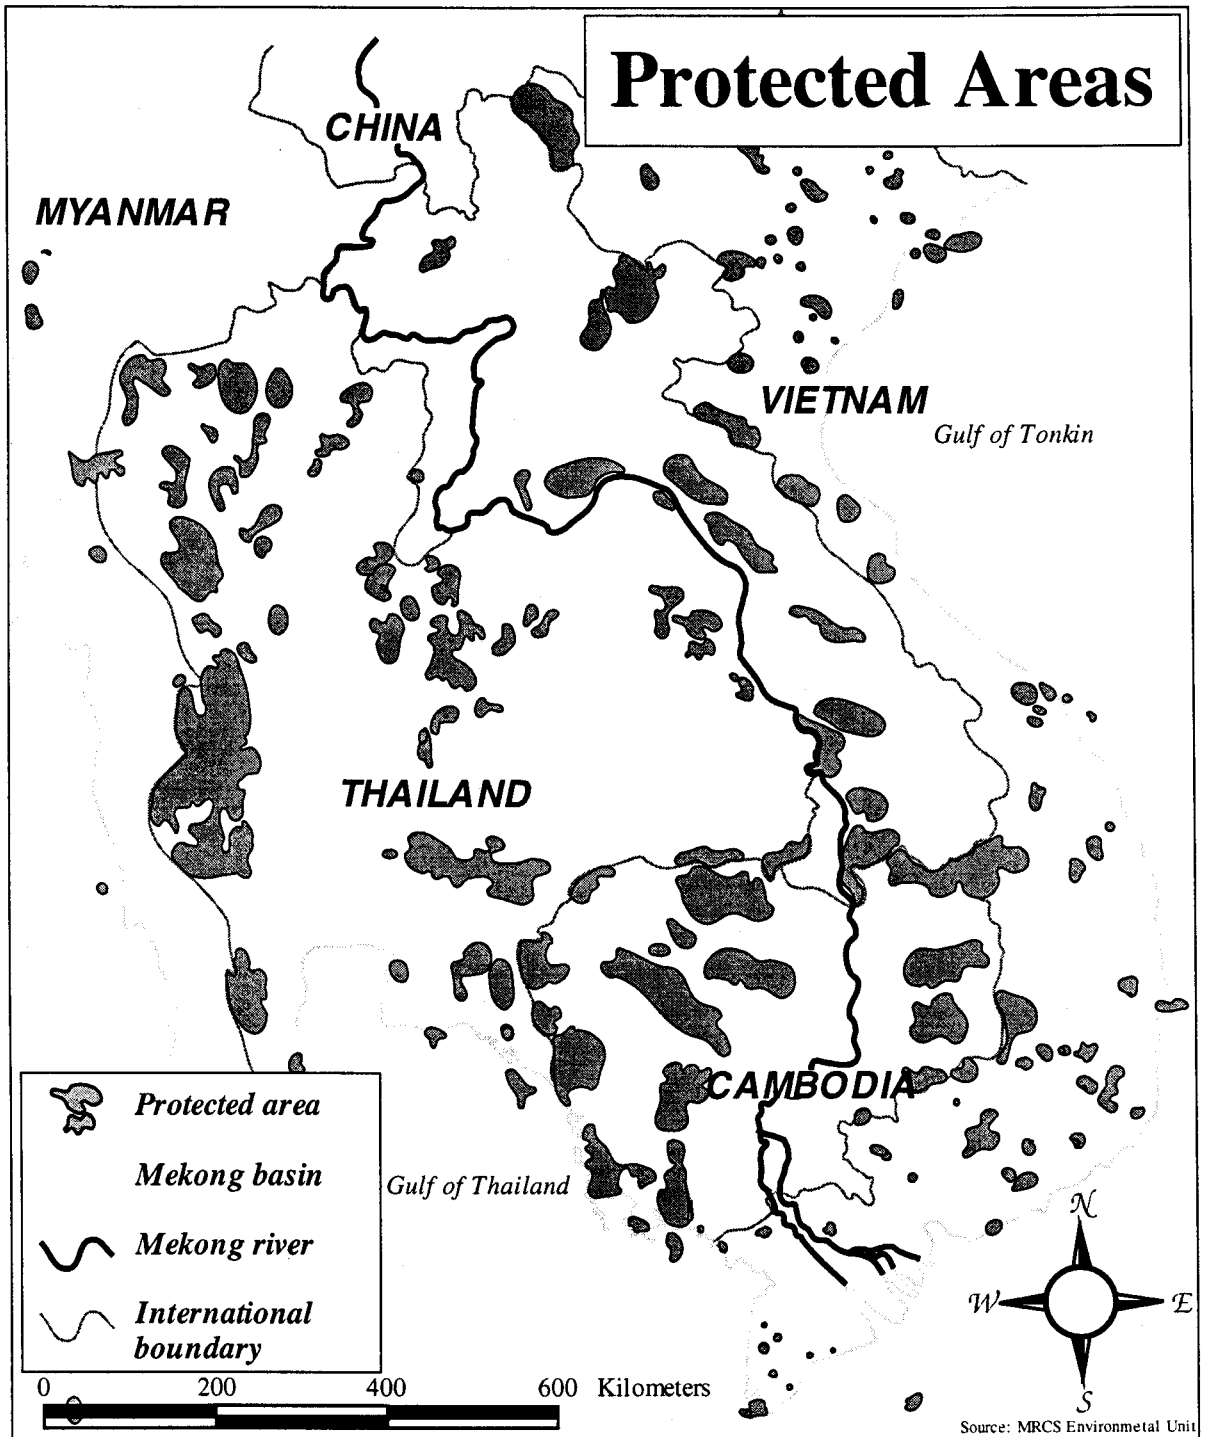 Protected Areas
CHINA
MYANMAR
VIETNAM
Gulf of Tonkin
THAILAND
CAMBODIA
Gulf of Thailand
Protected area
Mekong basin
Mekong river
International
boundary
N
W
E
S
0 200 400 600 Kilometers
Source: MRCS Environmetal Unit